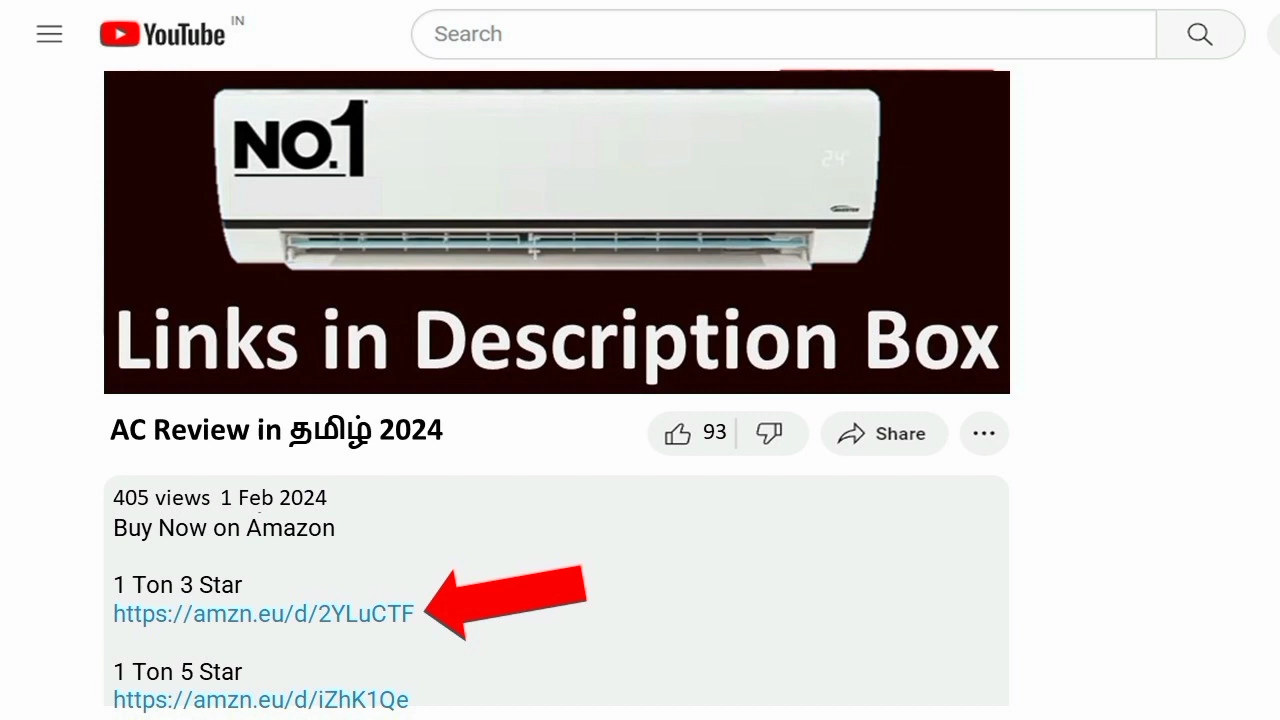 YouTube IN
Search
NO.1
24°
INVERTER
Links in Description Box
AC Review in தமிழ் 2024
93
Share
405 views 1 Feb 2024
Buy Now on Amazon
1 Ton 3 Star
https://amzn.eu/d/2YLuCTF
1 Ton 5 Star
https://amzn.eu/d/iZhK1Qe